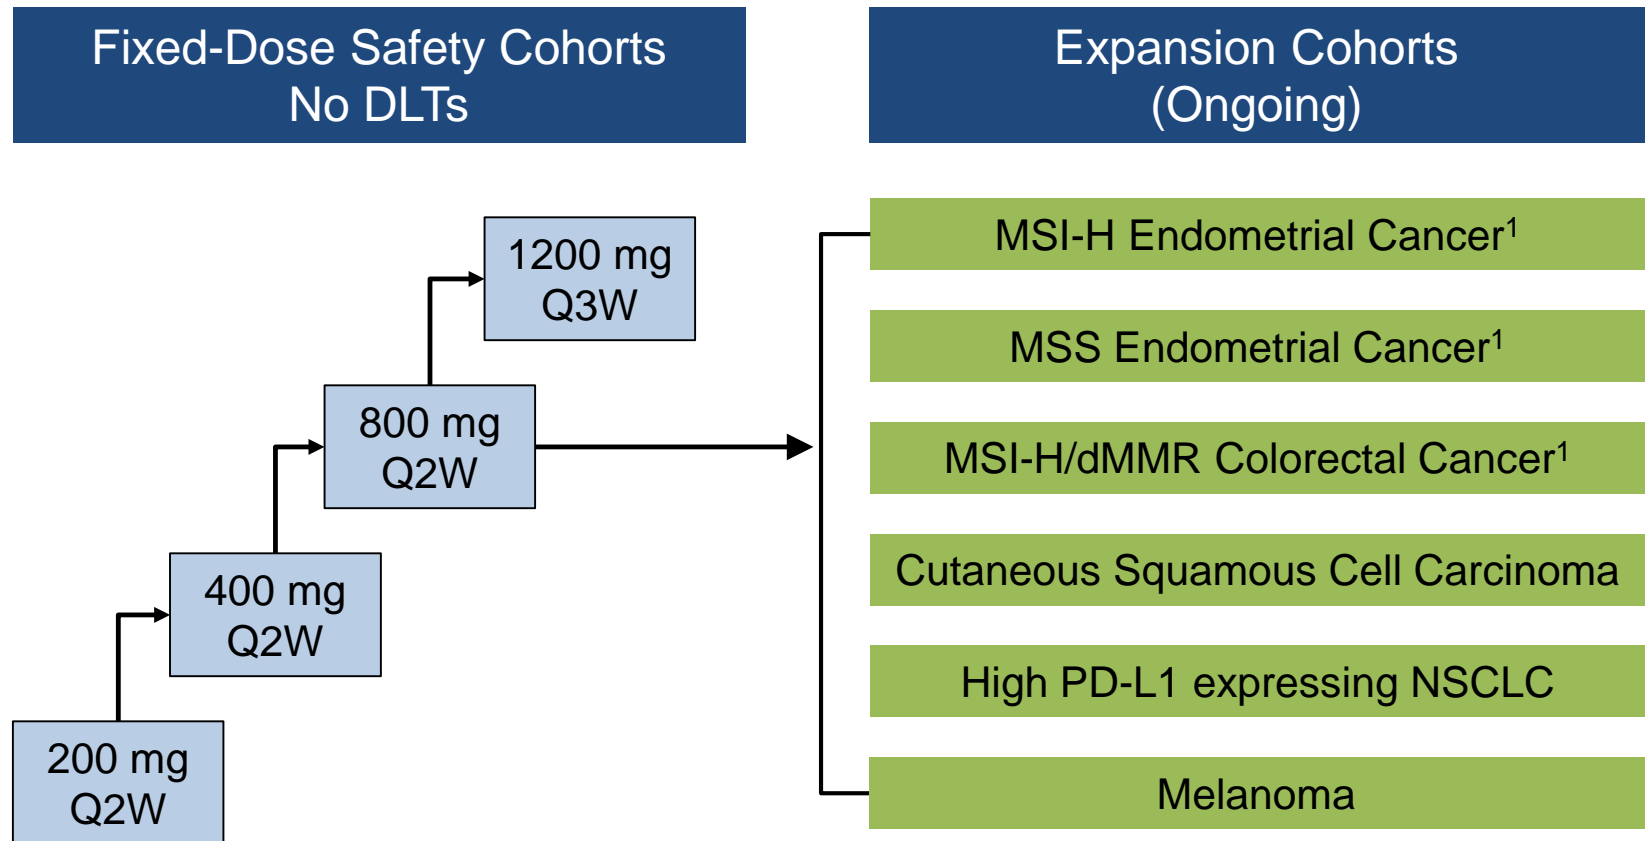 Fixed-Dose Safety Cohorts
No DLTs
Expansion Cohorts
(Ongoing)
1200 mg
Q3W
800 mg
Q2W
400 mg
Q2W
200 mg
Q2W
MSI-H Endometrial Cancer¹
MSS Endometrial Cancer¹
MSI-H/dMMR Colorectal Cancer¹
Cutaneous Squamous Cell Carcinoma
High PD-L1 expressing NSCLC
Melanoma